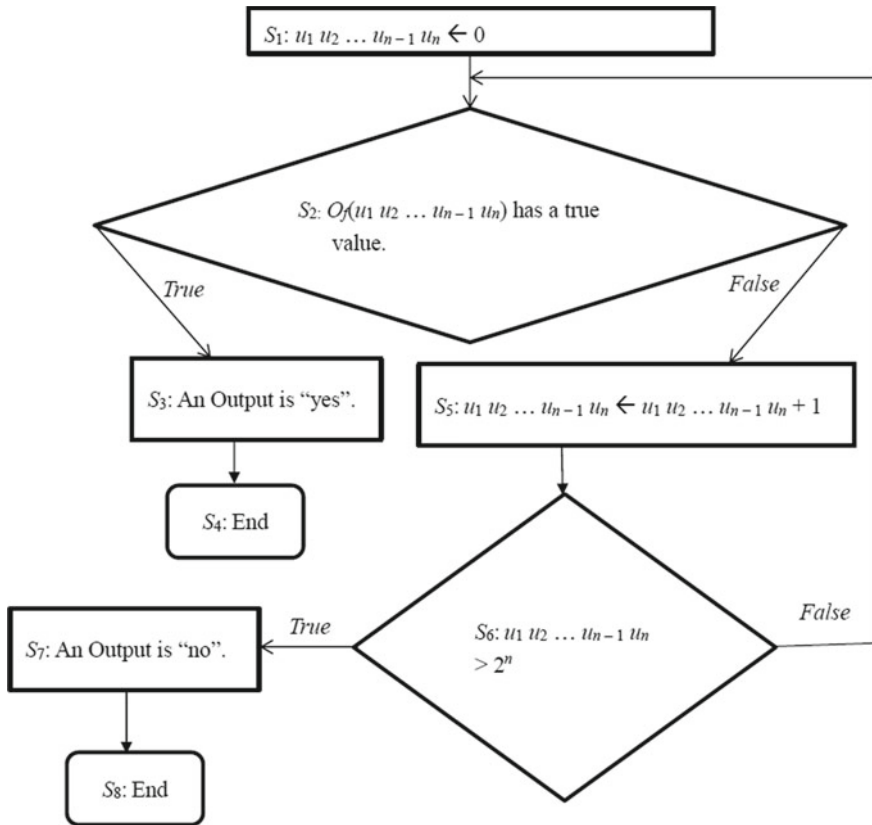 S₁: u₁ u₂ … uₙ₋₁ uₙ ← 0
S₂: O_f(u₁ u₂ … uₙ₋₁ uₙ) has a true
value.
True
False
S₃: An Output is “yes”.
S₅: u₁ u₂ … uₙ₋₁ uₙ ← u₁ u₂ … uₙ₋₁ uₙ + 1
S₄: End
S₆: u₁ u₂ … uₙ₋₁ uₙ
> 2ⁿ
True
False
S₇: An Output is “no”.
S₈: End